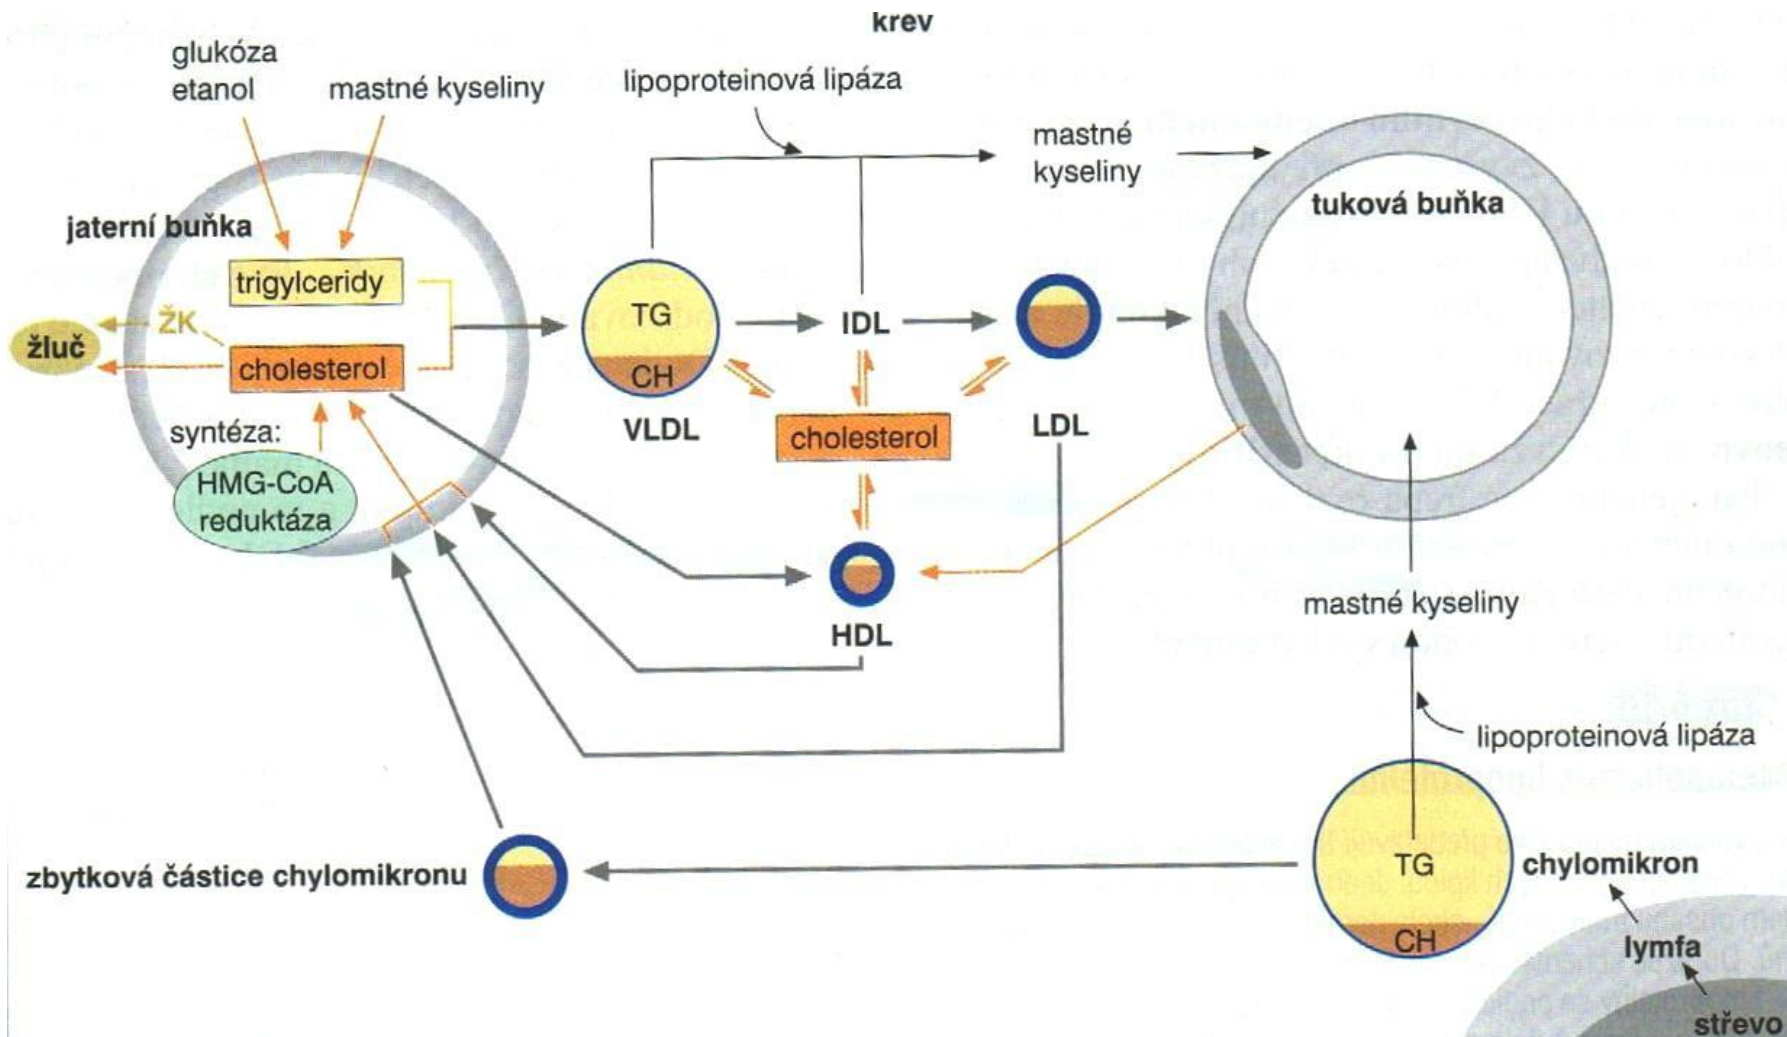 krev
glukóza
etanol
mastné kyseliny
lipoproteinová lipáza
mastné
kyseliny
jaterní buňka
tuková buňka
trigylceridy
ŽK
žluč
cholesterol
TG
CH
VLDL
IDL
LDL
cholesterol
syntéza:
HMG-CoA
reduktáza
HDL
mastné kyseliny
lipoproteinová lipáza
zbytková částice chylomikronu
TG
CH
chylomikron
lymfa
střevo